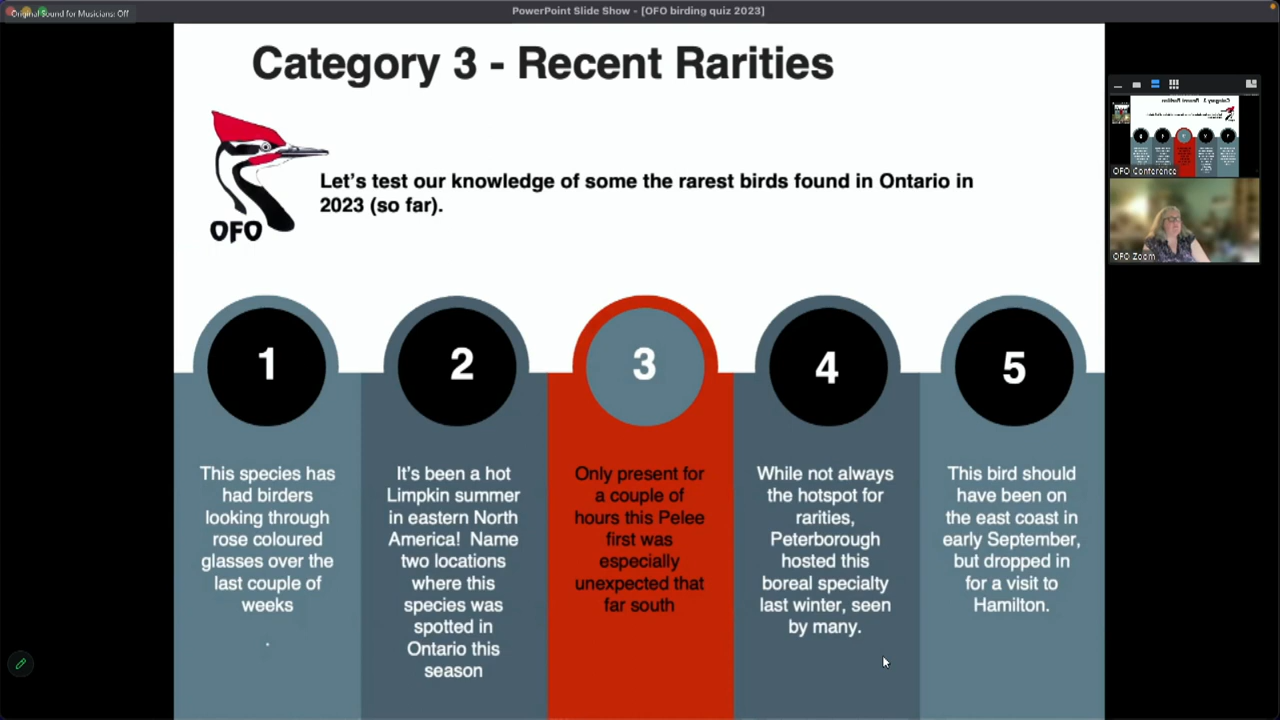 Original Sound for Musicians: Off
PowerPoint Slide Show - [OFO birding quiz 2023]
Category 3 - Recent Rarities
OFO
Let's test our knowledge of some the rarest birds found in Ontario in
2023 (so far).
OFO Conference
OFO Zoom
1
This species has
had birders
looking through
rose coloured
glasses over the
last couple of
weeks
.
2
It's been a hot
Limpkin summer
in eastern North
America! Name
two locations
where this
species was
spotted in
Ontario this
season
3
Only present for
a couple of
hours this Pelee
first was
especially
unexpected that
far south
4
While not always
the hotspot for
rarities,
Peterborough
hosted this
boreal specialty
last winter, seen
by many.
5
This bird should
have been on
the east coast in
early September,
but dropped in
for a visit to
Hamilton.